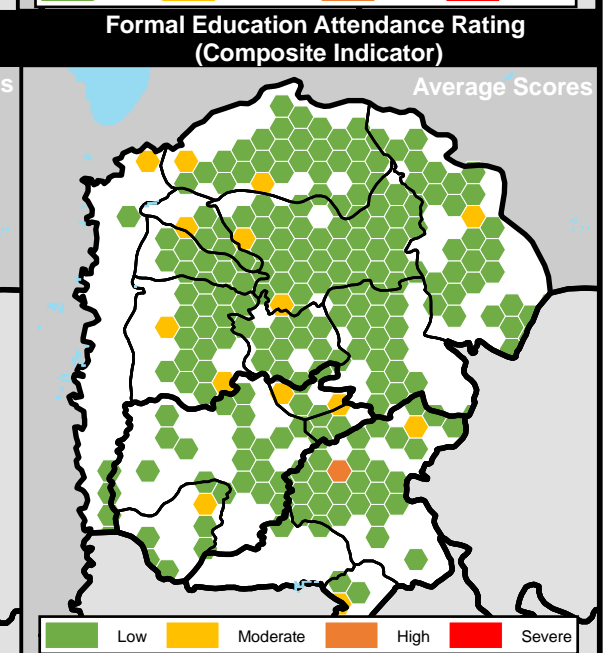 Formal Education Attendance Rating
(Composite Indicator)
s
Average Scores
Low Moderate High Severe